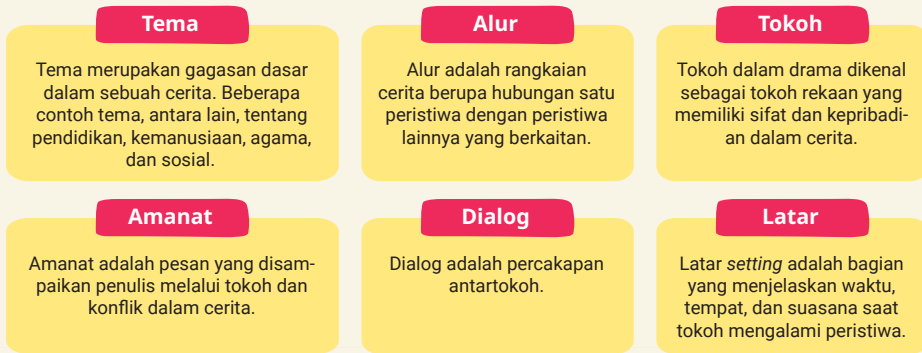 Tema
Tema merupakan gagasan dasar
dalam sebuah cerita. Beberapa
contoh tema, antara lain, tentang
pendidikan, kemanusiaan, agama,
dan sosial.
Alur
Alur adalah rangkaian
cerita berupa hubungan satu
peristiwa dengan peristiwa
lainnya yang berkaitan.
Tokoh
Tokoh dalam drama dikenal
sebagai tokoh rekaan yang
memiliki sifat dan kepribadi-
an dalam cerita.
Amanat
Amanat adalah pesan yang disam-
paikan penulis melalui tokoh dan
konflik dalam cerita.
Dialog
Dialog adalah percakapan
antartokoh.
Latar
Latar setting adalah bagian
yang menjelaskan waktu,
tempat, dan suasana saat
tokoh mengalami peristiwa.